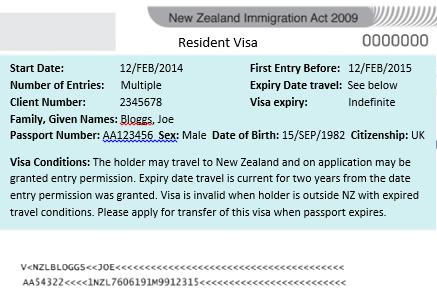 New Zealand Immigration Act 2009
Resident Visa 0000000
Start Date: 12/FEB/2014 First Entry Before: 12/FEB/2015
Number of Entries: Multiple Expiry Date travel: See below
Client Number: 2345678 Visa expiry: Indefinite
Family, Given Names: Bloggs, Joe
Passport Number: AA123456 Sex: Male Date of Birth: 15/SEP/1982 Citizenship: UK
Visa Conditions: The holder may travel to New Zealand and on application may be
granted entry permission. Expiry date travel is current for two years from the date
entry permission was granted. Visa is invalid when holder is outside NZ with expired
travel conditions. Please apply for transfer of this visa when passport expires.
V<NZLBLOGGS<<JOE<<<<<<<<<<<<<<<<<<<<<<<<<<<<<<<<<<<<<<<
AA54322<<<<1NZL7606191M9912315<<<<<<<<<<<<<<<<<<<<<<<<<